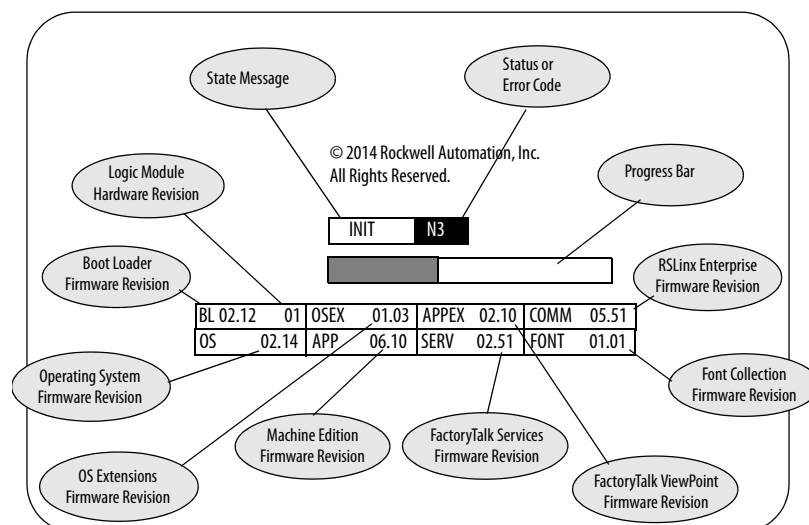 State Message
Status or
Error Code
© 2014 Rockwell Automation, Inc.
All Rights Reserved.
Logic Module
Hardware Revision
Progress Bar
INIT N3
Boot Loader
Firmware Revision
RSLinx Enterprise
Firmware Revision
BL 02.12 01 OSEX 01.03 APPEX 02.10 COMM 05.51
OS 02.14 APP 06.10 SERV 02.51 FONT 01.01
Operating System
Firmware Revision
Font Collection
Firmware Revision
Machine Edition
Firmware Revision
FactoryTalk Services
Firmware Revision
OS Extensions
Firmware Revision
FactoryTalk ViewPoint
Firmware Revision